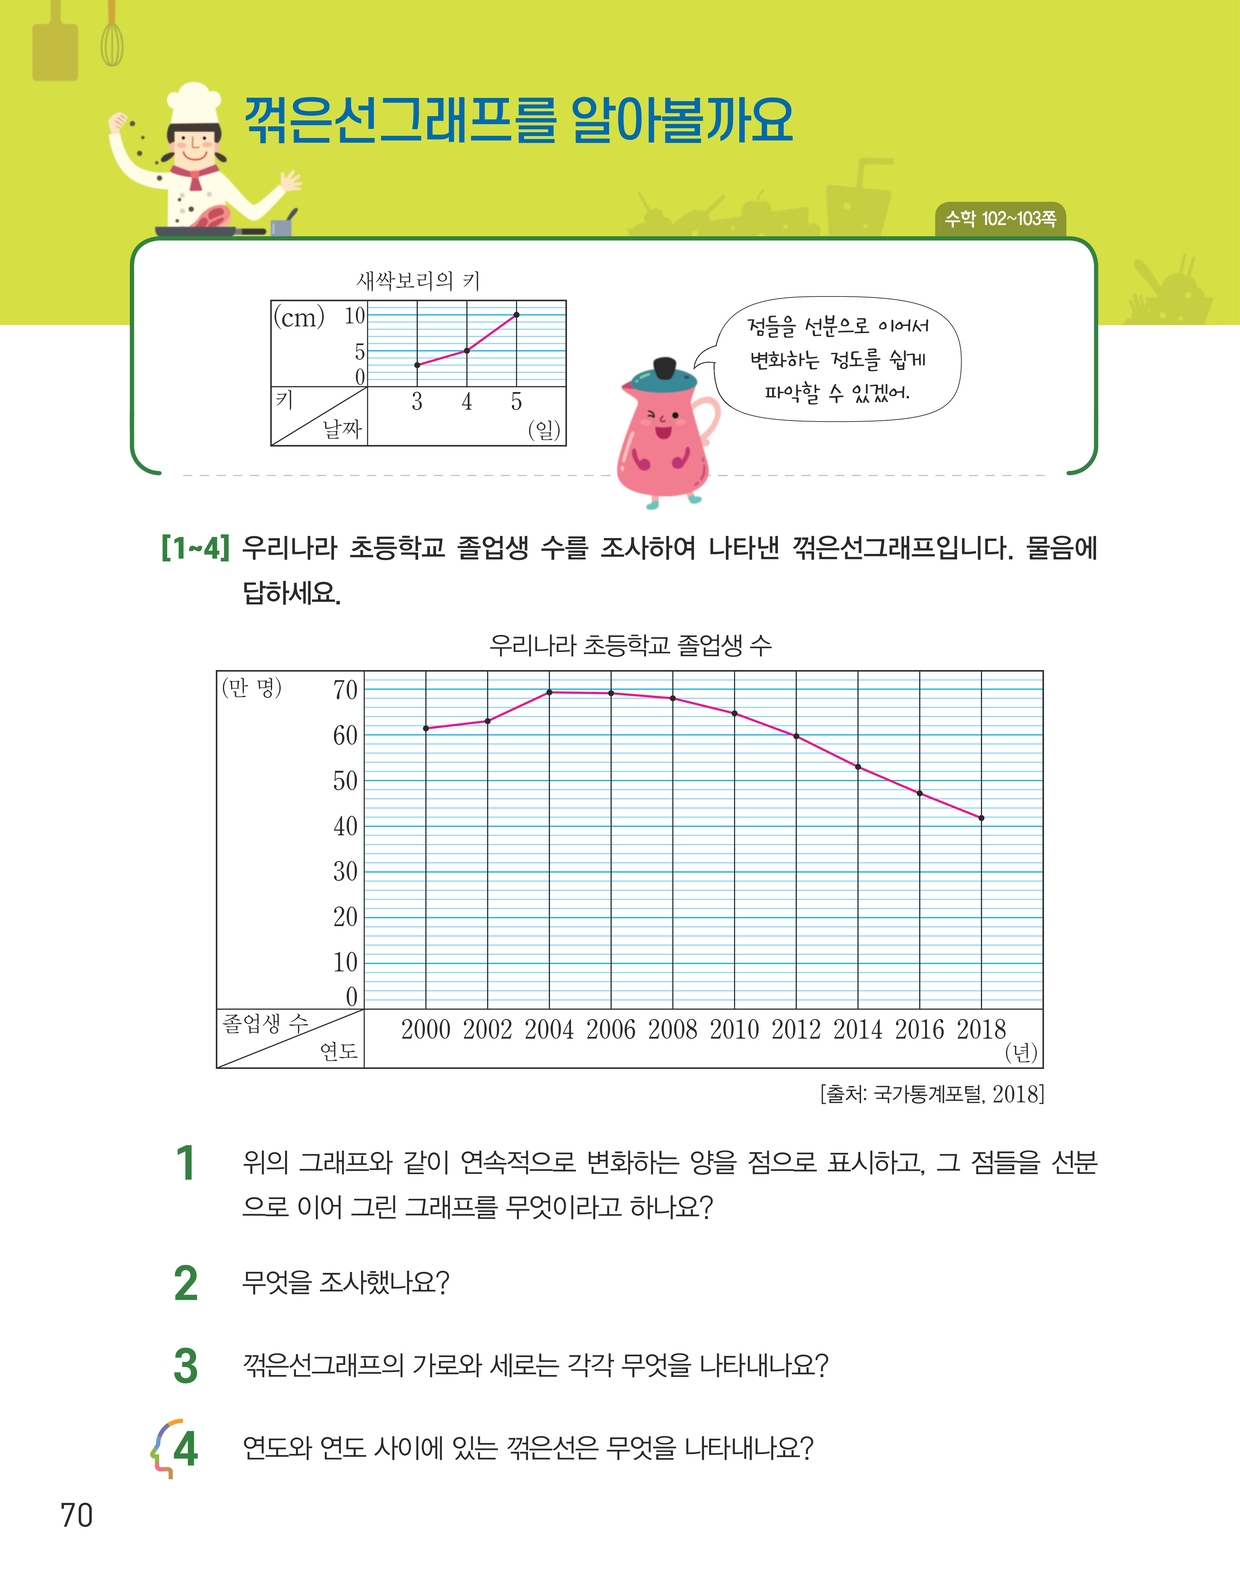 꺾은선그래프를 알아볼까요
수학 102~103쪽
새싹보리의 키
(cm) 10
5
0
키
날짜
3 4 5
(일)
점들을 선분으로 이어서
변화하는 정도를 쉽게
파악할 수 있겠어.
[1~4] 우리나라 초등학교 졸업생 수를 조사하여 나타낸 꺾은선그래프입니다. 물음에
답하세요.
우리나라 초등학교 졸업생 수
(만 명) 70
60
50
40
30
20
10
0
졸업생 수
연도
2000 2002 2004 2006 2008 2010 2012 2014 2016 2018
(년)
[출처: 국가통계포털, 2018]
1 위의 그래프와 같이 연속적으로 변화하는 양을 점으로 표시하고, 그 점들을 선분
으로 이어 그린 그래프를 무엇이라고 하나요?
2 무엇을 조사했나요?
3 꺾은선그래프의 가로와 세로는 각각 무엇을 나타내나요?
4 연도와 연도 사이에 있는 꺾은선은 무엇을 나타내나요?
70